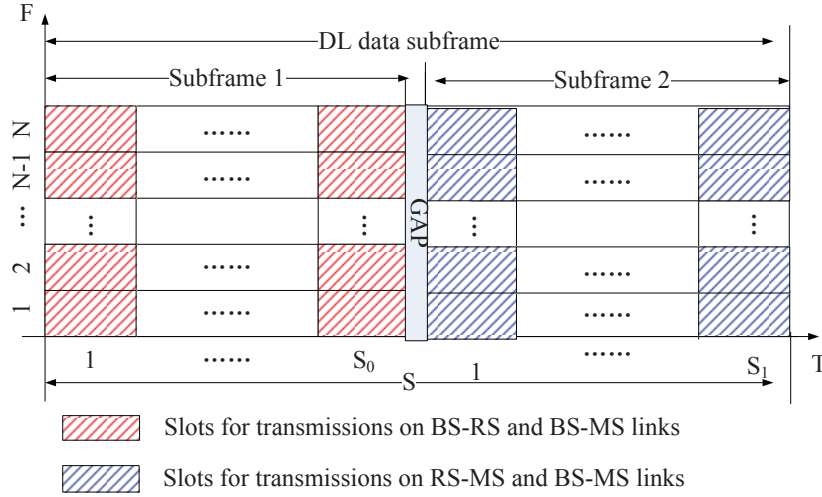 F
DL data subframe
Subframe 1
Subframe 2
N
...... ......
N-1
...... ......
...
... ... ... ...
GAP
2
...... ......
1
...... ......
1 ...... S0 1 ...... S1
T
S
Slots for transmissions on BS-RS and BS-MS links
Slots for transmissions on RS-MS and BS-MS links